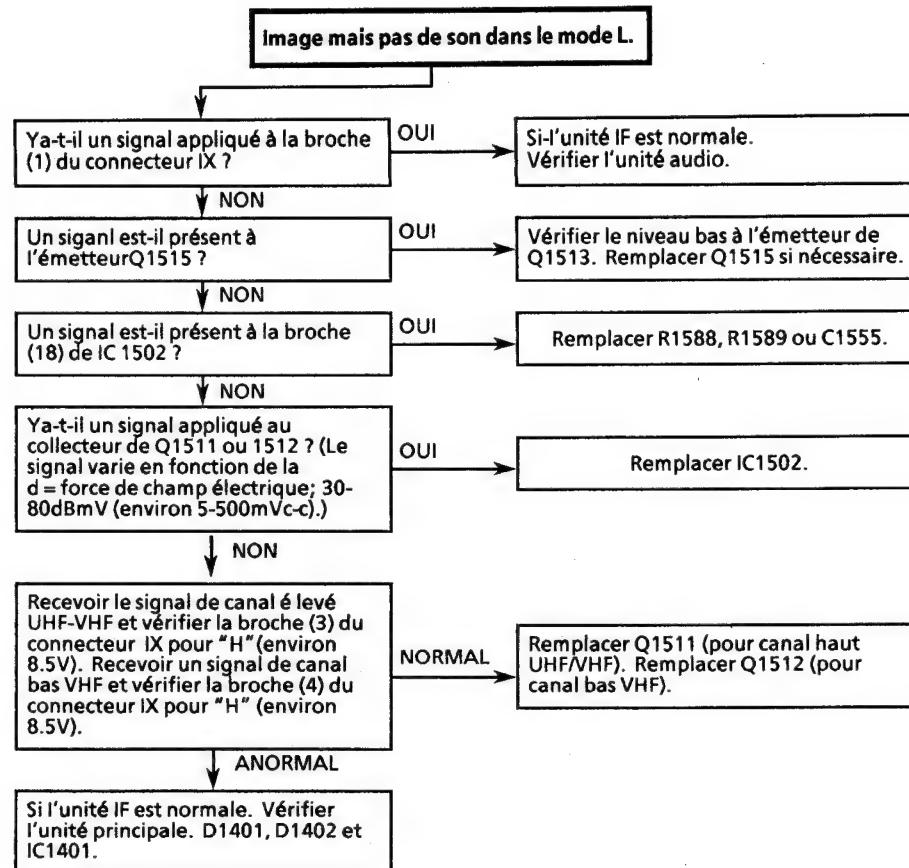 Image mais pas de son dans le mode L.
Ya-t-il un signal appliqué à la broche
(1) du connecteur IX ?
OUI
Si-l'unité IF est normale.
Vérifier l'unité audio.
NON
Un siganl est-il présent à
l'émetteurQ1515 ?
OUI
Vérifier le niveau bas à l'émetteur de
Q1513. Remplacer Q1515 si nécessaire.
NON
Un signal est-il présent à la broche
(18) de IC 1502 ?
OUI
Remplacer R1588, R1589 ou C1555.
NON
Ya-t-il un signal appliqué au
collecteur de Q1511 ou 1512 ? (Le
signal varie en fonction de la
d = force de champ électrique; 30-
80dBmV (environ 5-500mVc-c).)
OUI
Remplacer IC1502.
NON
Recevoir le signal de canal é levé
UHF-VHF et vérifier la broche (3) du
connecteur IX pour "H" (environ
8.5V). Recevoir un signal de canal
bas VHF et vérifier la broche (4) du
connecteur IX pour "H" (environ
8.5V).
NORMAL
Remplacer Q1511 (pour canal haut
UHF/VHF). Remplacer Q1512 (pour
canal bas VHF).
ANORMAL
Si l'unité IF est normale. Vérifier
l'unité principale. D1401, D1402 et
IC1401.